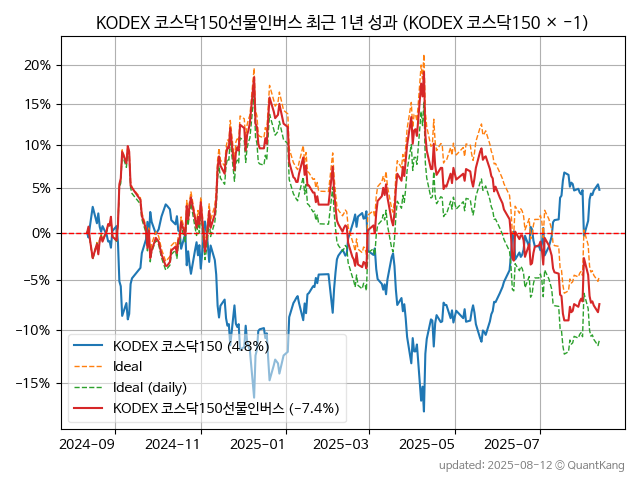 KODEX 코스닥150선물인버스 최근 1년 성과 (KODEX 코스닥150 × −1)
20%
15%
10%
5%
0%
−5%
−10%
−15%
KODEX 코스닥150 (4.8%)
Ideal
Ideal (daily)
KODEX 코스닥150선물인버스 (−7.4%)
2024−09 2024−11 2025−01 2025−03 2025−05 2025−07
updated: 2025−08−12 © QuantKang